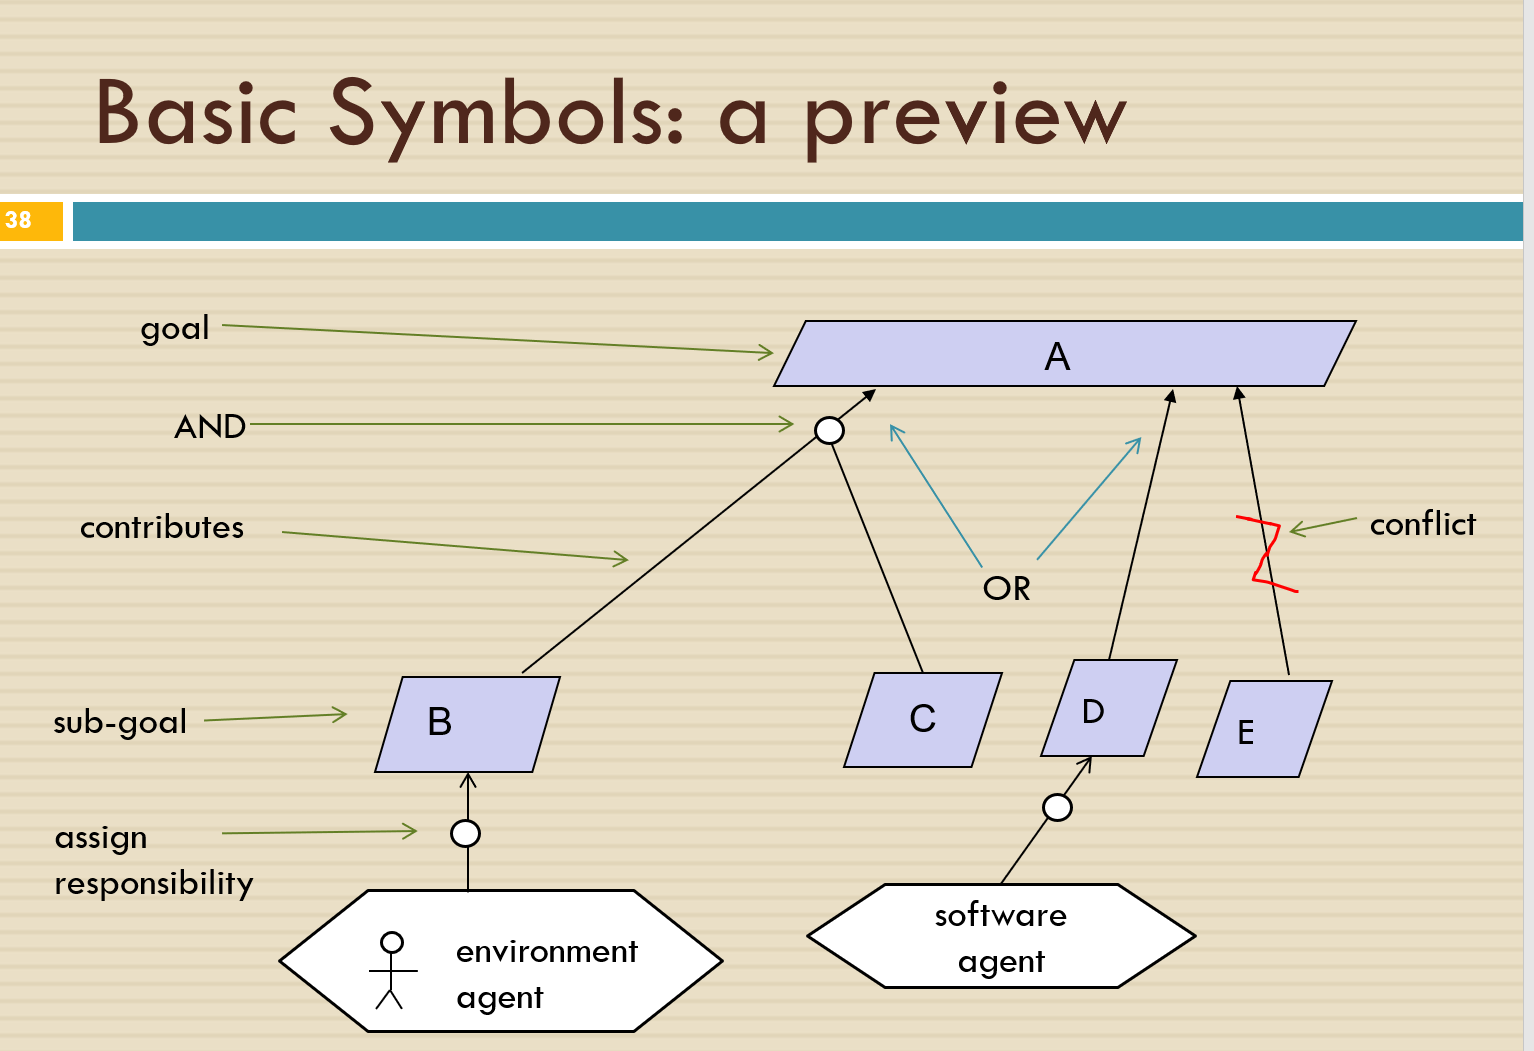 Basic Symbols: a preview
38
goal
A
AND
contributes
conflict
OR
sub-goal
B
C
D
E
assign
responsibility
environment
agent
software
agent